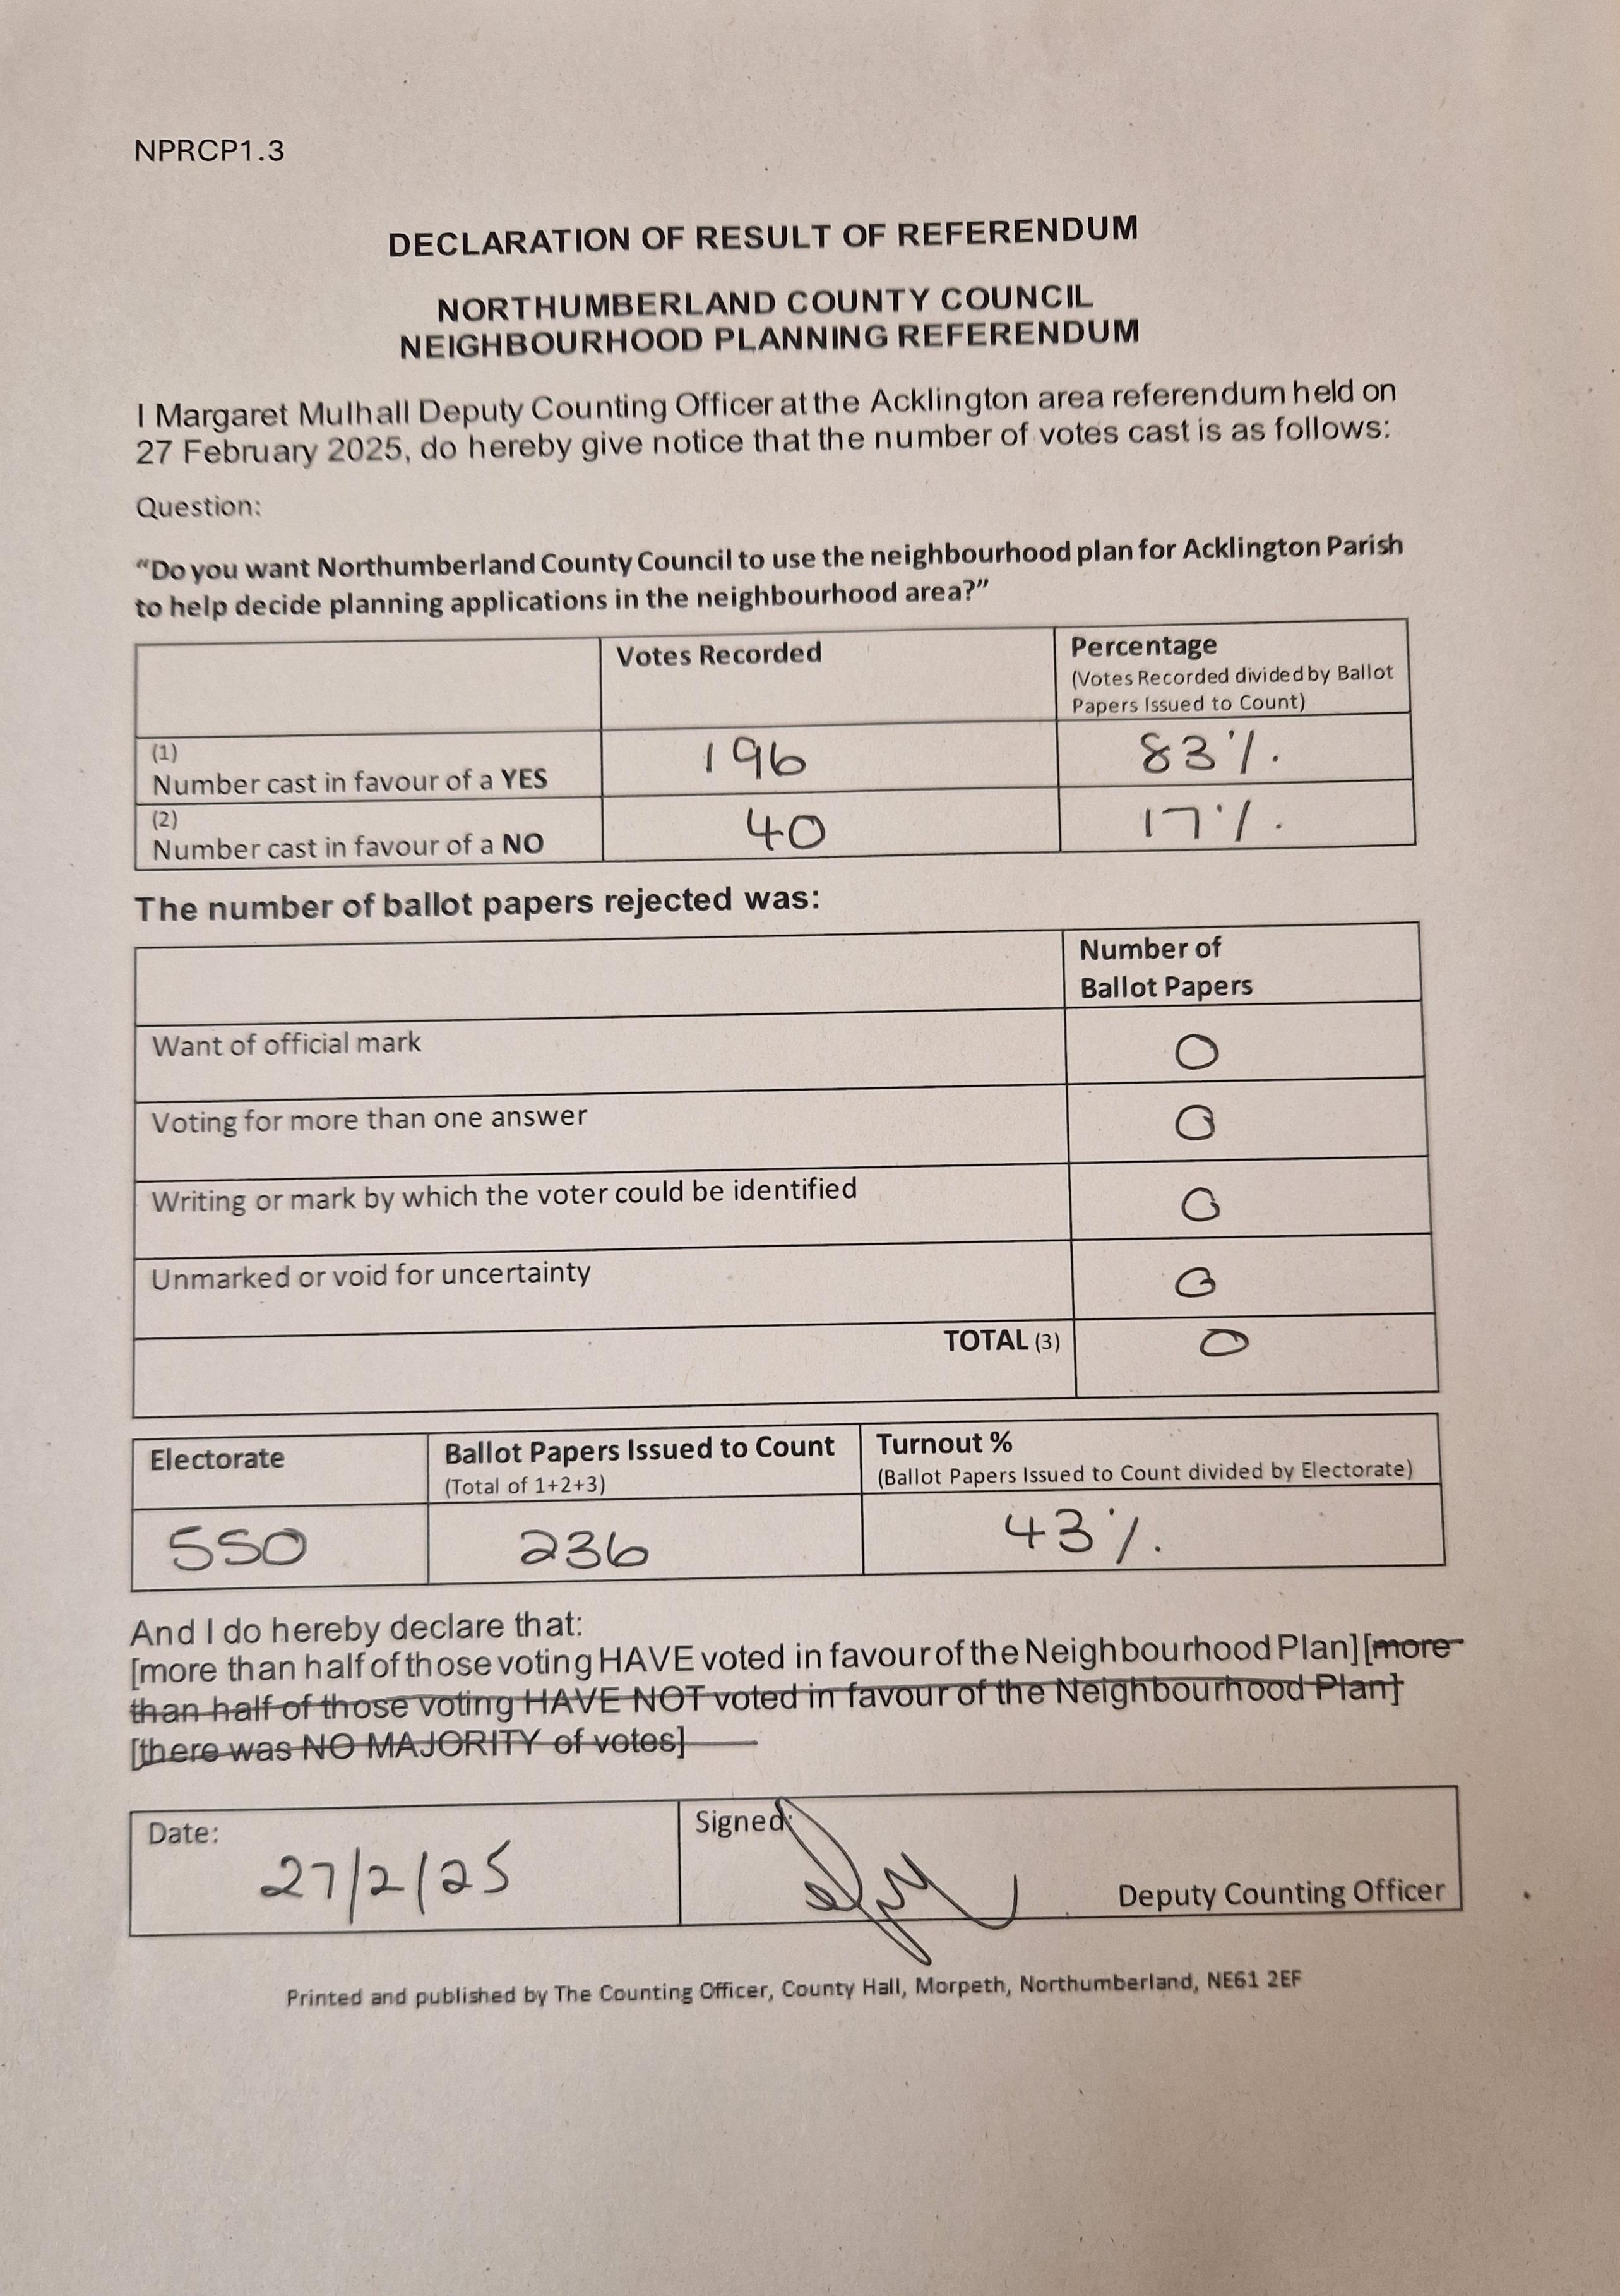 NPRCP1.3
DECLARATION OF RESULT OF REFERENDUM
NORTHUMBERLAND COUNTY COUNCIL
NEIGHBOURHOOD PLANNING REFERENDUM
I Margaret Mulhall Deputy Counting Officer at the Acklington area referendum held on
27 February 2025, do hereby give notice that the number of votes cast is as follows:
Question:
“Do you want Northumberland County Council to use the neighbourhood plan for Acklington Parish
to help decide planning applications in the neighbourhood area?”
Votes Recorded
Percentage
(Votes Recorded divided by Ballot
Papers Issued to Count)
(1)
Number cast in favour of a YES 196 83%.
(2)
Number cast in favour of a NO 40 17%.
The number of ballot papers rejected was:
Number of
Ballot Papers
Want of official mark 0
Voting for more than one answer 0
Writing or mark by which the voter could be identified 0
Unmarked or void for uncertainty 0
TOTAL (3) 0
Electorate
Ballot Papers Issued to Count
(Total of 1+2+3)
Turnout %
(Ballot Papers Issued to Count divided by Electorate)
550 236 43%.
And I do hereby declare that:
[more than half of those voting HAVE voted in favour of the Neighbourhood Plan] [more
than half of those voting HAVE NOT voted in favour of the Neighbourhood Plan]
[there was NO MAJORITY of votes]
Date: 27/2/25
Signed:
Deputy Counting Officer
Printed and published by The Counting Officer, County Hall, Morpeth, Northumberland, NE61 2EF